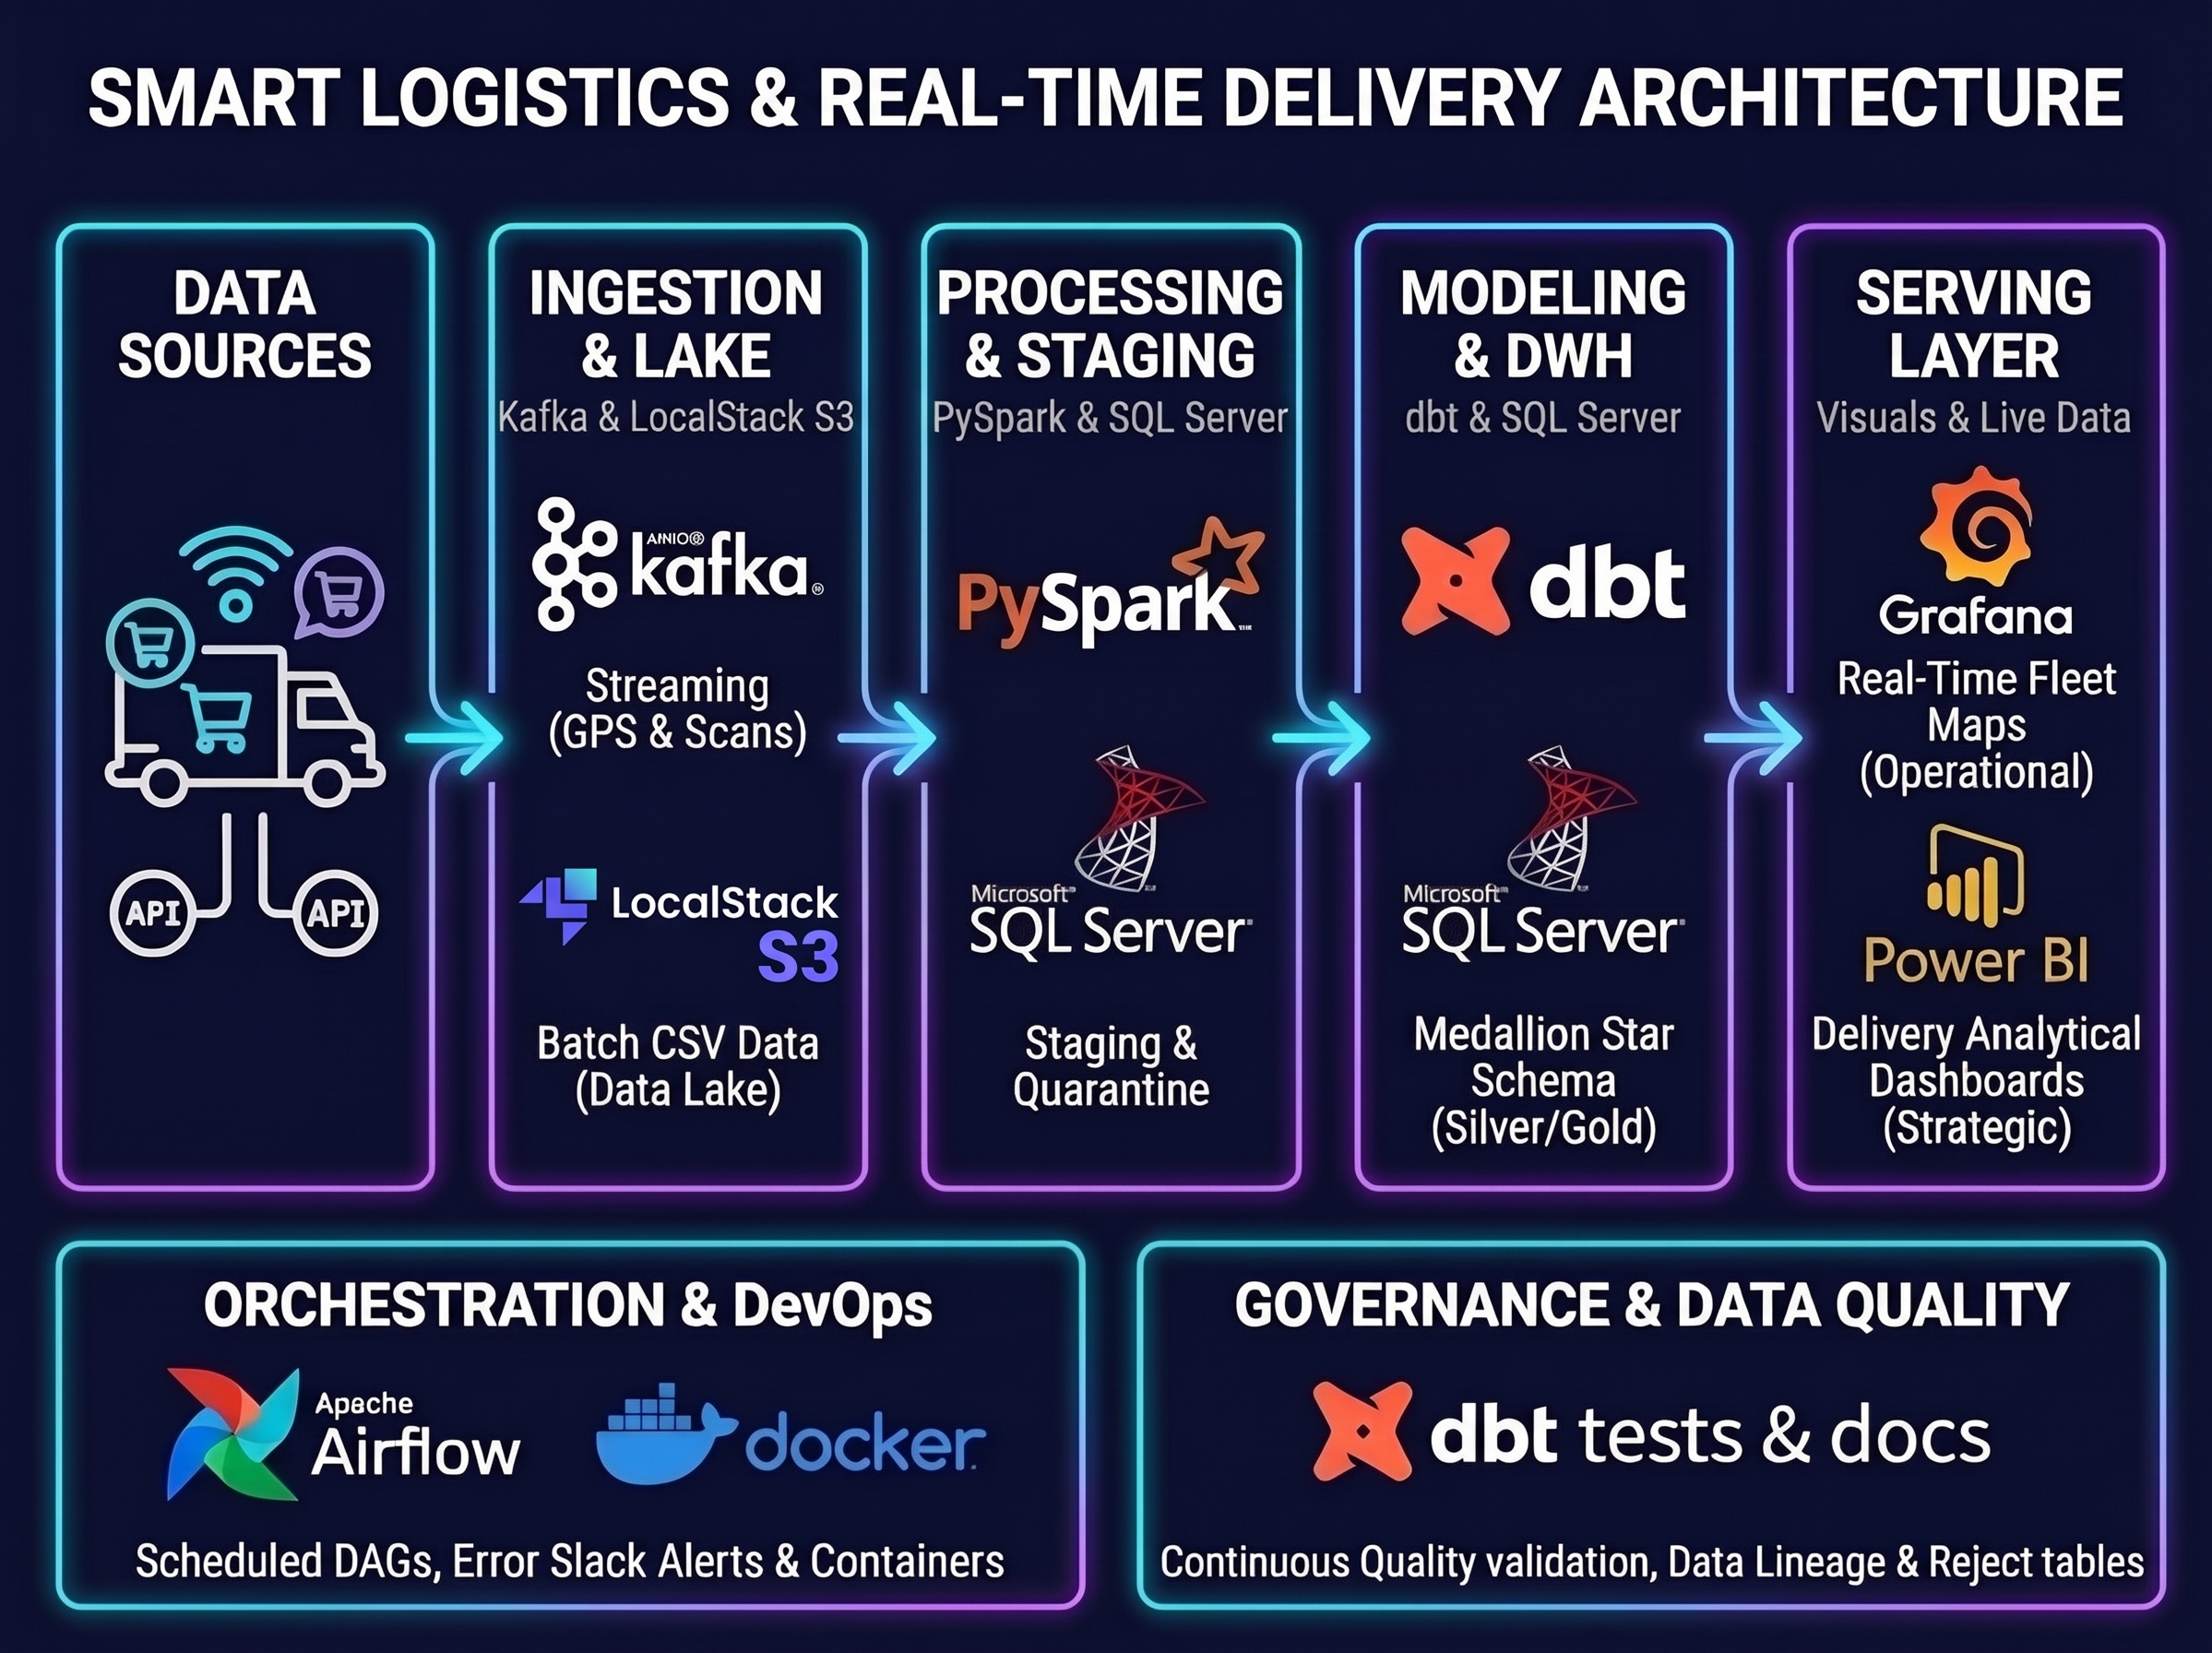 SMART LOGISTICS & REAL-TIME DELIVERY ARCHITECTURE
DATA
SOURCES
API
API
INGESTION
& LAKE
Kafka & LocalStack S3
kafka
Streaming
(GPS & Scans)
LocalStack
S3
Batch CSV Data
(Data Lake)
PROCESSING
& STAGING
PySpark & SQL Server
PySpark
Microsoft
SQL Server
Staging &
Quarantine
MODELING
& DWH
dbt & SQL Server
dbt
Microsoft
SQL Server
Medallion Star
Schema
(Silver/Gold)
SERVING
LAYER
Visuals & Live Data
Grafana
Real-Time Fleet
Maps
(Operational)
Power BI
Delivery Analytical
Dashboards
(Strategic)
ORCHESTRATION & DevOps
Apache
Airflow
docker
Scheduled DAGs, Error Slack Alerts & Containers
GOVERNANCE & DATA QUALITY
dbt tests & docs
Continuous Quality validation, Data Lineage & Reject tables